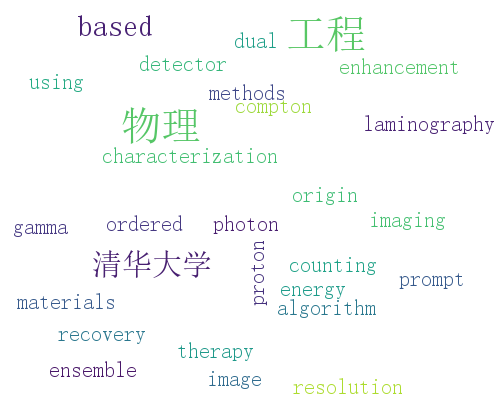 based
工程
dual
detector
enhancement
using
methods
compton
物理
laminography
characterization
origin
imaging
gamma
ordered
photon
清华大学
proton
counting
prompt
energy
materials
algorithm
recovery
therapy
ensemble
image
resolution